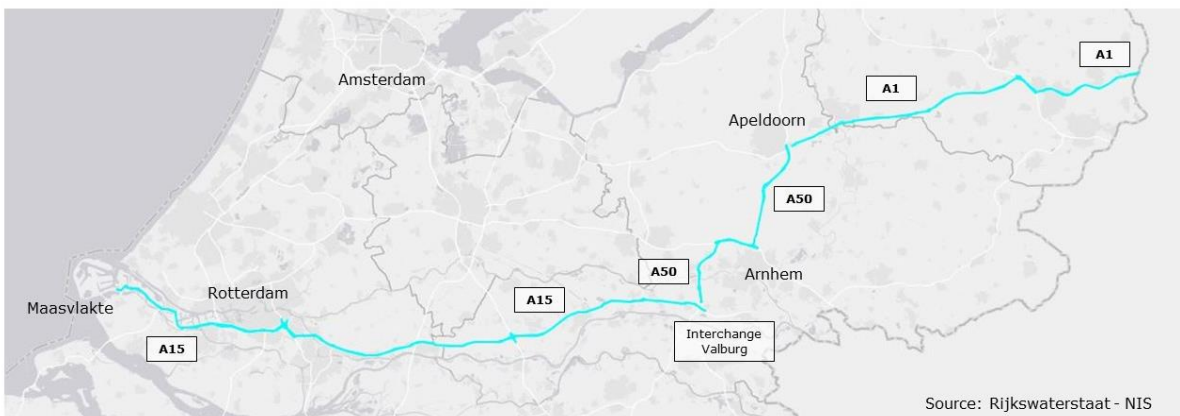 A1
Amsterdam
A1
Apeldoorn
A50
A50
Arnhem
Rotterdam
A15
Maasvlakte
Interchange
Valburg
A15
Source: Rijkswaterstaat - NIS